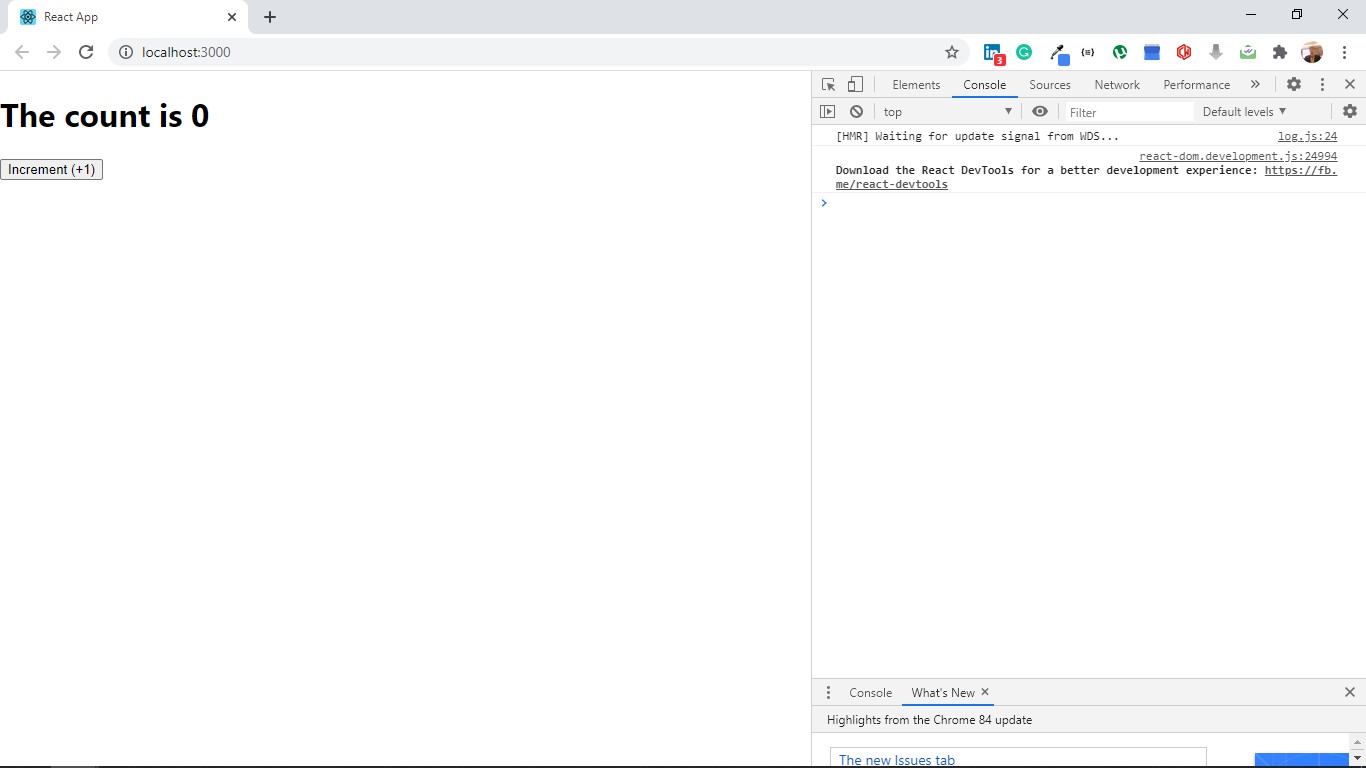 React App
localhost:3000
3
The count is 0
Increment (+1)
Elements Console Sources Network Performance
top Filter Default levels
[HMR] Waiting for update signal from WDS... log.js:24
react-dom.development.js:24994
Download the React DevTools for a better development experience: https://fb.
me/react-devtools
Console What's New
Highlights from the Chrome 84 update
The new Issues tab